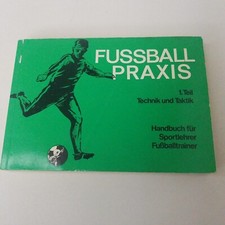 FUSSBALL
PRAXIS
1. Teil
Technik und Taktik
Handbuch für
Sportlehrer
Fußballtrainer